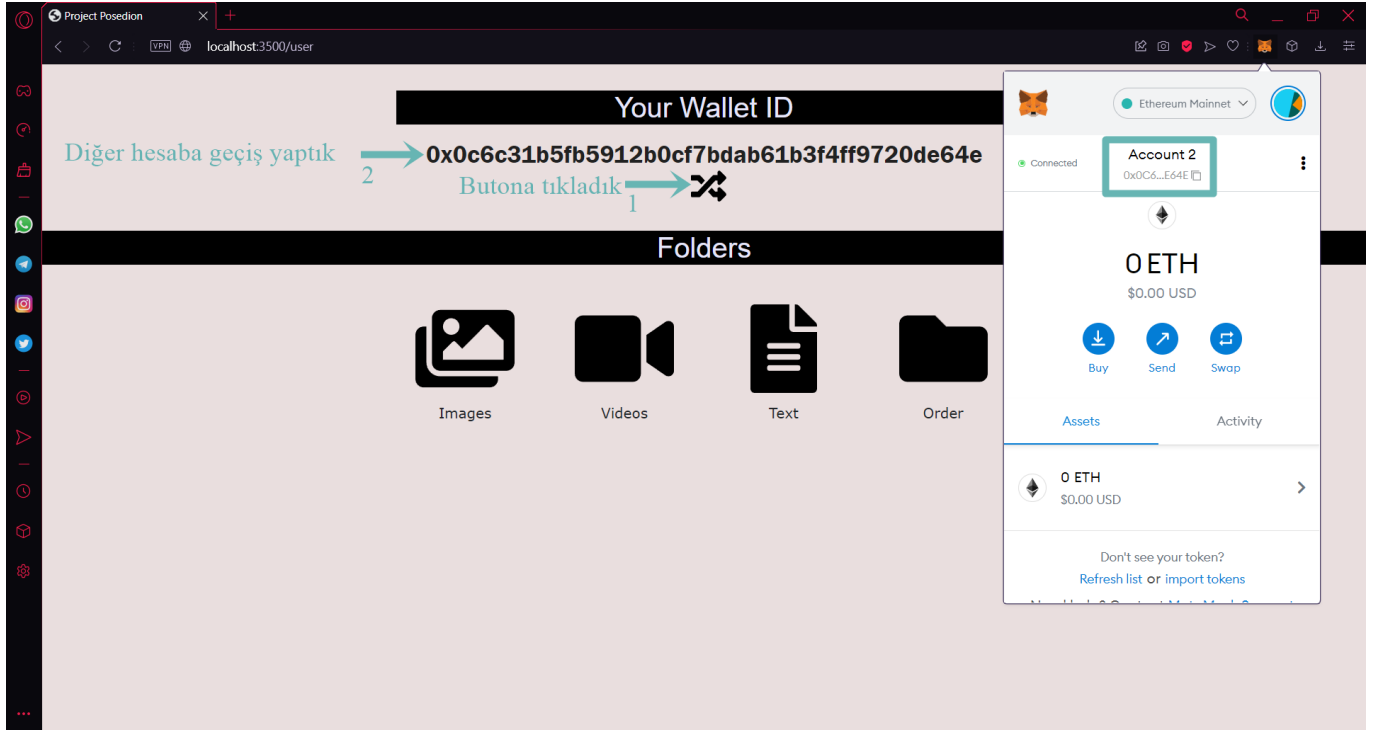 Project Posedion
VPN
localhost:3500/user
Your Wallet ID
Diğer hesaba geçiş yaptık
2
0x0c6c31b5fb5912b0cf7bdab61b3f4ff9720de64e
Butona tıkladık
1
Folders
Images
Videos
Text
Order
Ethereum Mainnet
Connected
Account 2
0x0C6...E64E
0 ETH
$0.00 USD
Buy
Send
Swap
Assets
Activity
0 ETH
$0.00 USD
Don't see your token?
Refresh list or import tokens